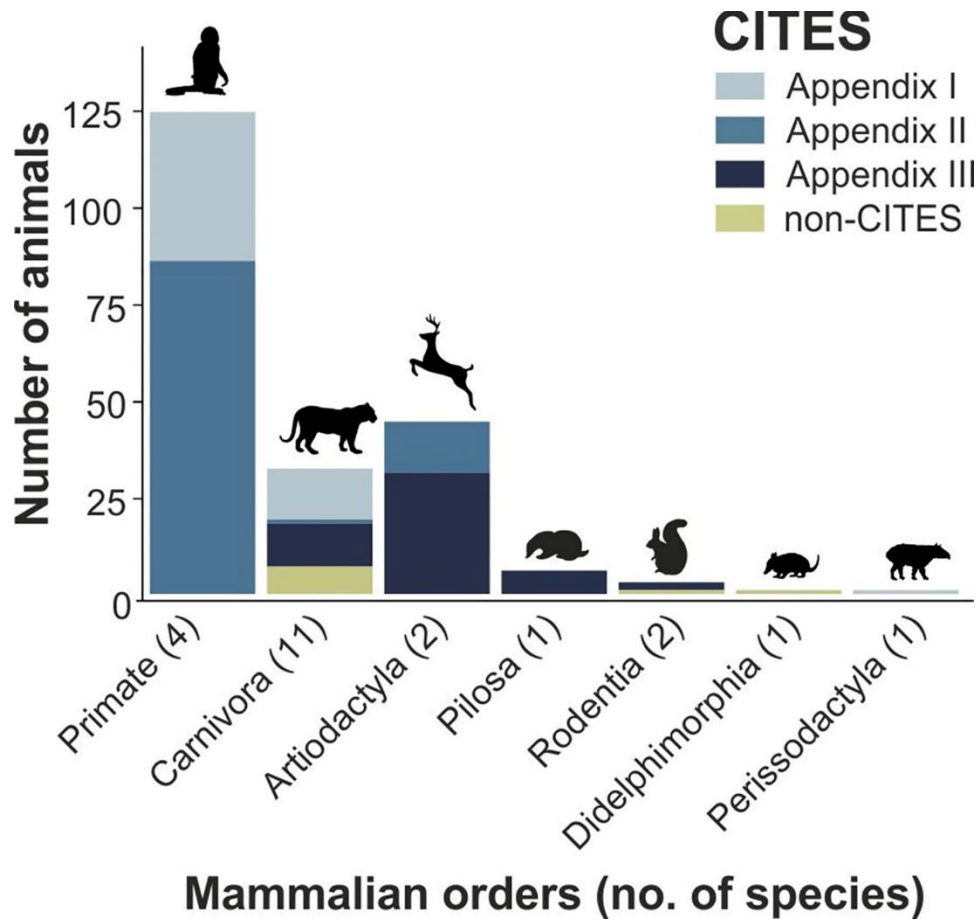 CITES
Appendix I
Appendix II
Appendix III
non-CITES
Number of animals
125
100
75
50
25
0
Primate (4)
Carnivora (11)
Artiodactyla (2)
Pilosa (1)
Rodentia (2)
Didelphimorphia (1)
Perissodactyla (1)
Mammalian orders (no. of species)